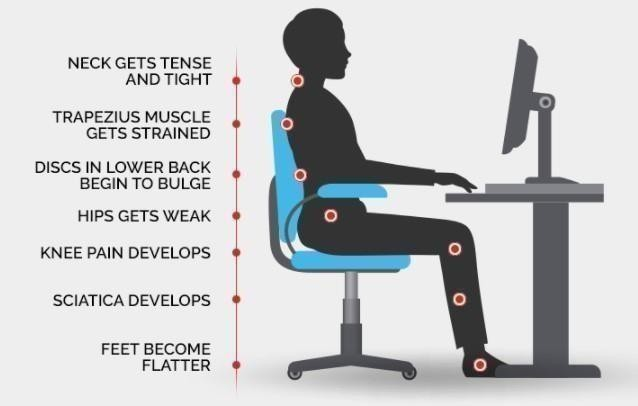 NECK GETS TENSE
AND TIGHT
TRAPEZIUS MUSCLE
GETS STRAINED
DISCS IN LOWER BACK
BEGIN TO BULGE
HIPS GETS WEAK
KNEE PAIN DEVELOPS
SCIATICA DEVELOPS
FEET BECOME
FLATTER